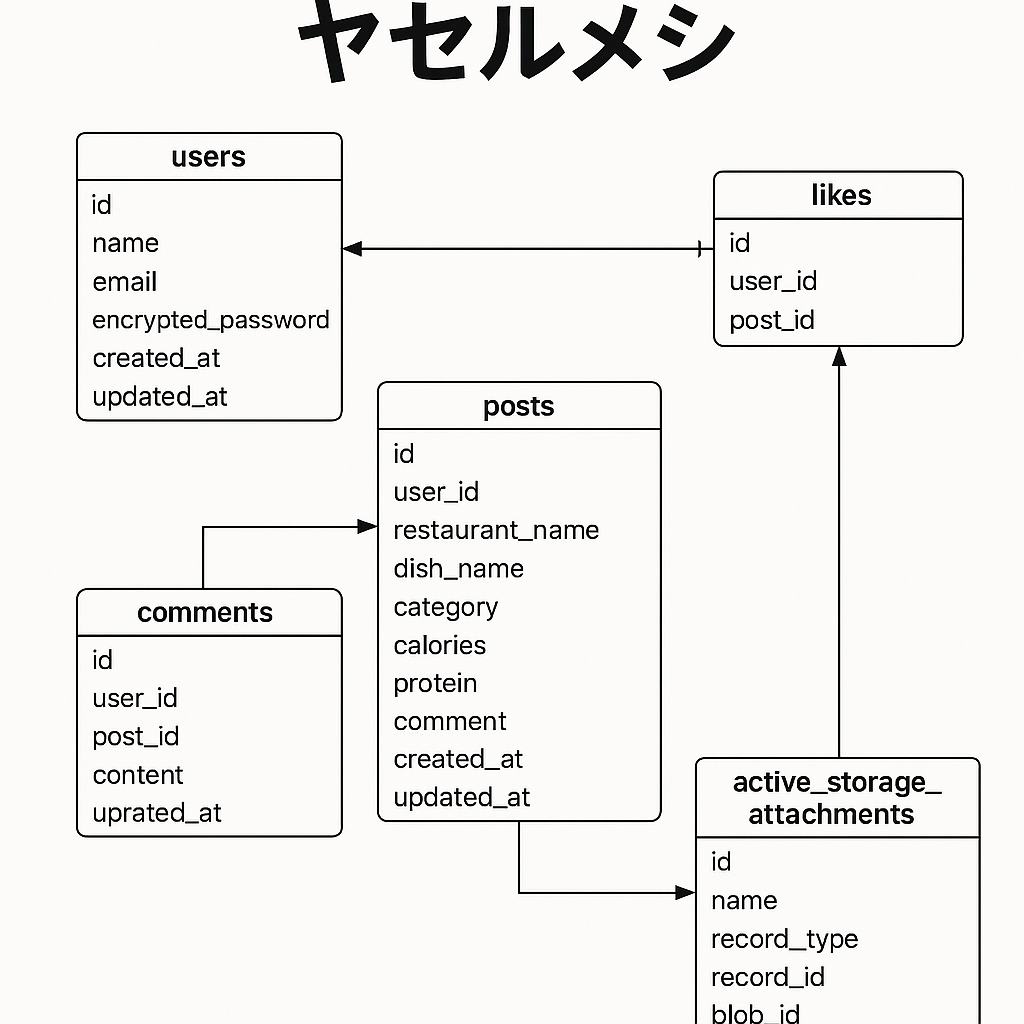 ヤセルメシ
users
id
name
email
encrypted_password
created_at
updated_at
likes
id
user_id
post_id
posts
id
user_id
restaurant_name
dish_name
category
calories
protein
comment
created_at
updated_at
comments
id
user_id
post_id
content
uprated_at
active_storage_
attachments
id
name
record_type
record_id
blob_id